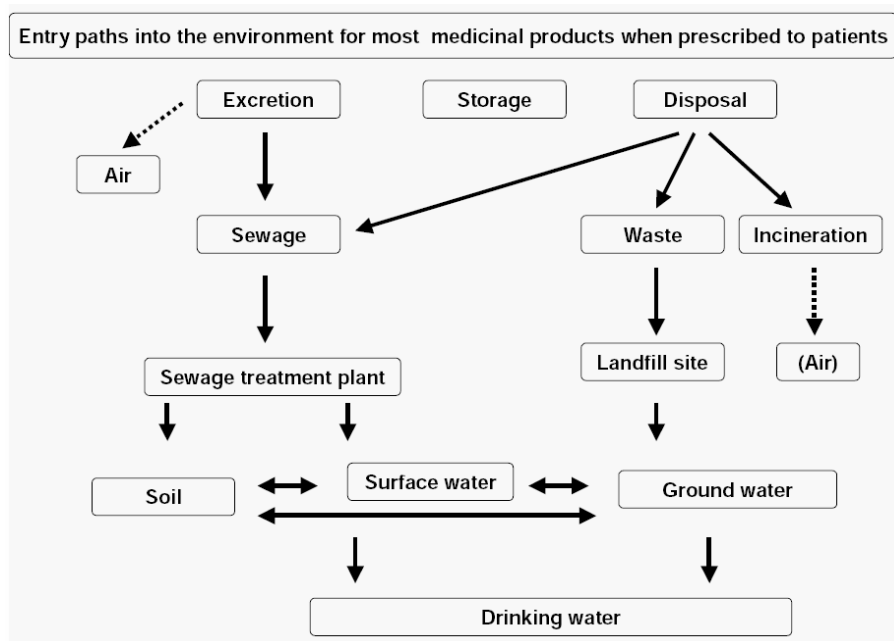 Entry paths into the environment for most medicinal products when prescribed to patients
Excretion
Storage
Disposal
Air
Sewage
Waste
Incineration
Sewage treatment plant
Landfill site
(Air)
Soil
Surface water
Ground water
Drinking water